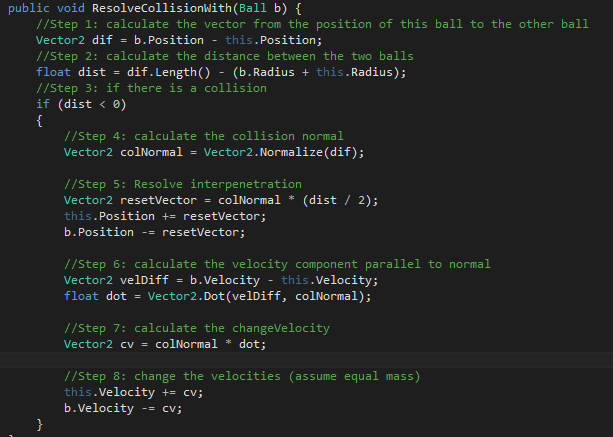 public void ResolveCollisionWith(Ball b) {
//Step 1: calculate the vector from the position of this ball to the other ball
Vector2 dif = b.Position - this.Position;
//Step 2: calculate the distance between the two balls
float dist = dif.Length() - (b.Radius + this.Radius);
//Step 3: if there is a collision
if (dist < 0)
{
//Step 4: calculate the collision normal
Vector2 colNormal = Vector2.Normalize(dif);
//Step 5: Resolve interpenetration
Vector2 resetVector = colNormal * (dist / 2);
this.Position += resetVector;
b.Position -= resetVector;
//Step 6: calculate the velocity component parallel to normal
Vector2 velDiff = b.Velocity - this.Velocity;
float dot = Vector2.Dot(velDiff, colNormal);
//Step 7: calculate the changeVelocity
Vector2 cv = colNormal * dot;
//Step 8: change the velocities (assume equal mass)
this.Velocity += cv;
b.Velocity -= cv;
}